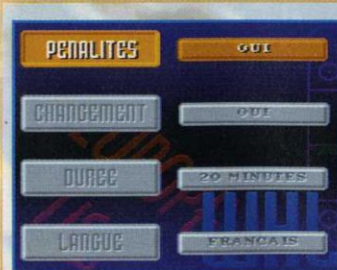 PENALITES OUI
CHANGEMENT OUI
DUREE 20 MINUTES
LANGUE FRANCAIS